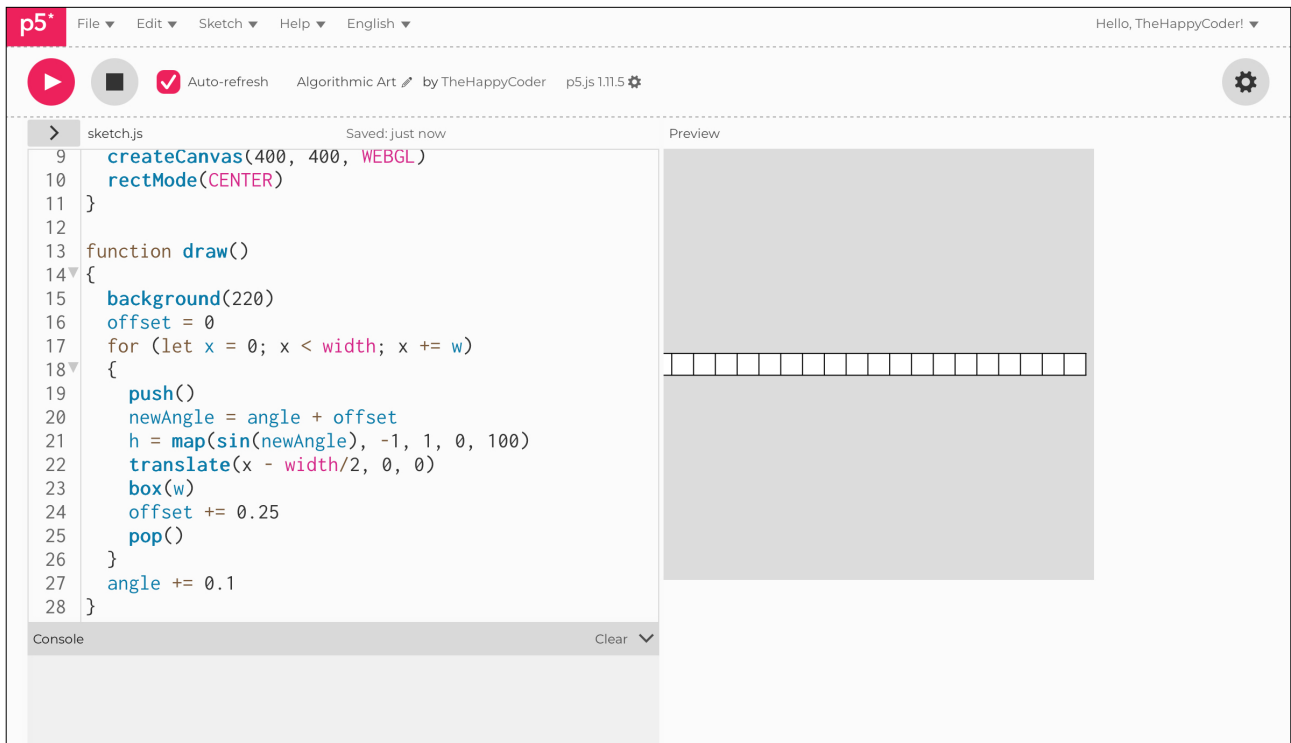 p5* File Edit Sketch Help English Hello, TheHappyCoder!
Auto-refresh Algorithmic Art by TheHappyCoder p5.js 1.11.5
sketch.js Saved: just now Preview
9 createCanvas(400, 400, WEBGL)
10 rectMode(CENTER)
11 }
12
13 function draw()
14 {
15 background(220)
16 offset = 0
17 for (let x = 0; x < width; x += w)
18 {
19 push()
20 newAngle = angle + offset
21 h = map(sin(newAngle), -1, 1, 0, 100)
22 translate(x - width/2, 0, 0)
23 box(w)
24 offset += 0.25
25 pop()
26 }
27 angle += 0.1
28 }
Console Clear